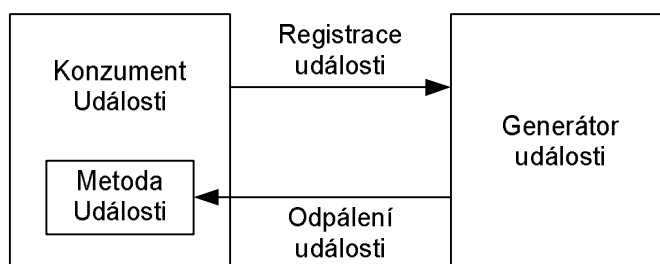 Konzument
Události
Registrace
události
Generátor
události
Metoda
Události
Odpálení
události